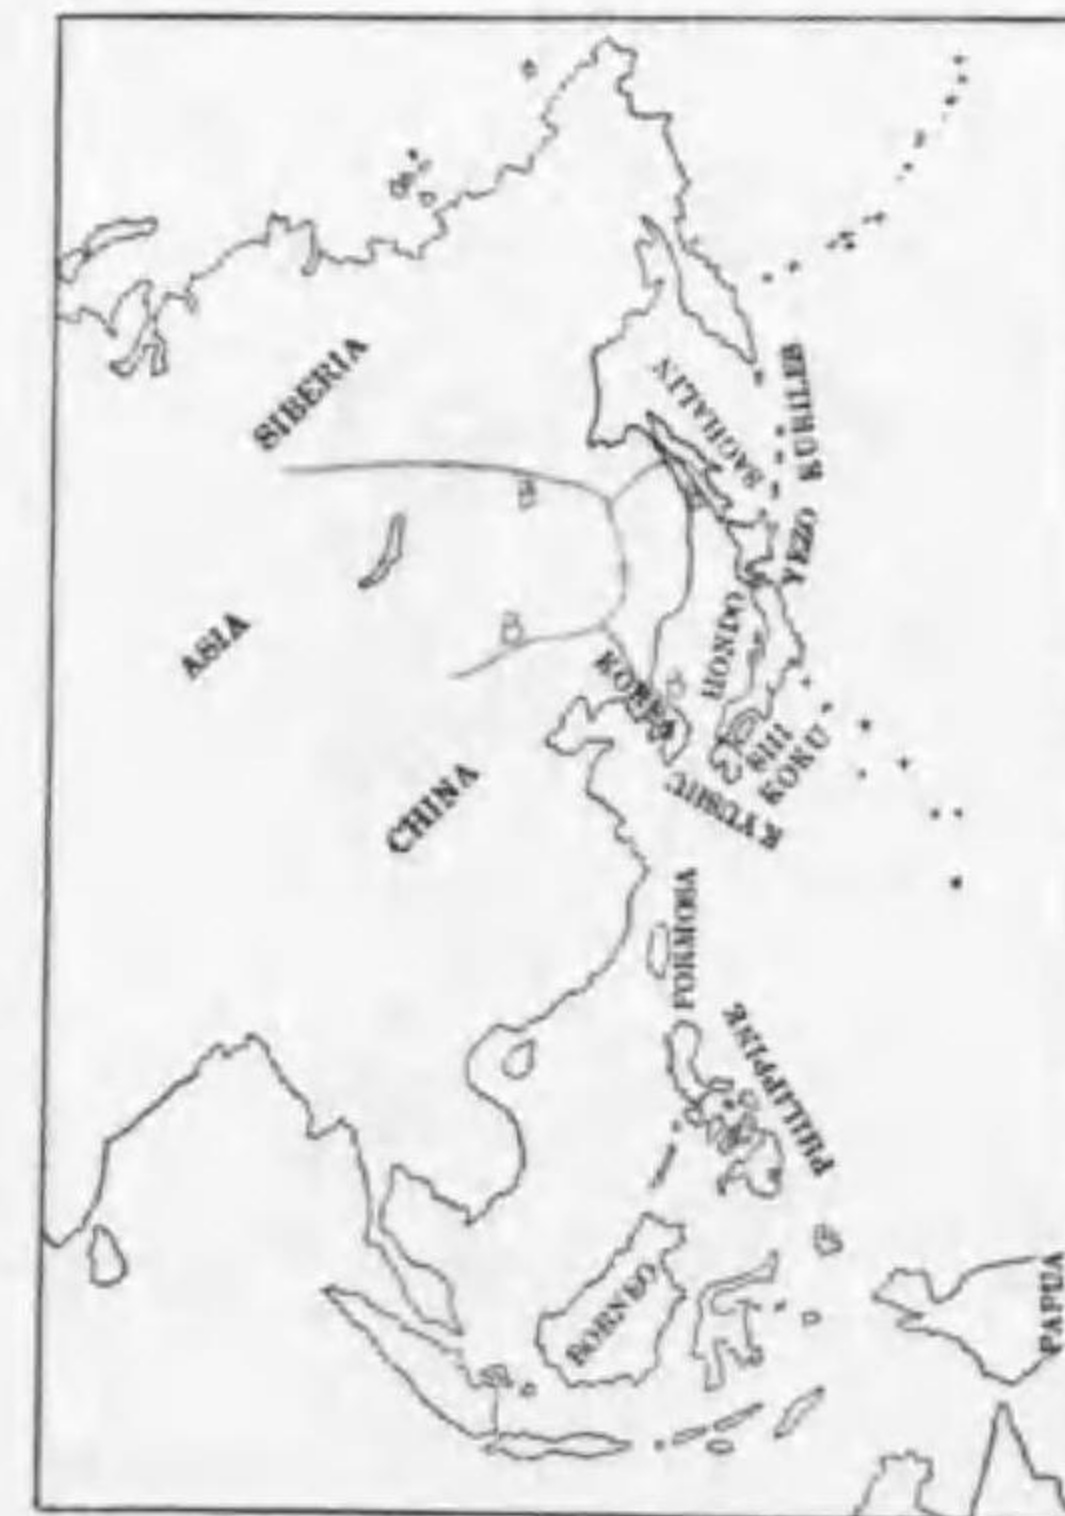 SIBERIA
SAGHALIN
KURILES
YEZO
ASIA
HONDO
KOREA
SHI
KOKU
CHINA
KYUSHU
FORMOSA
PHILIPPINE
BORNEO
PAPUA